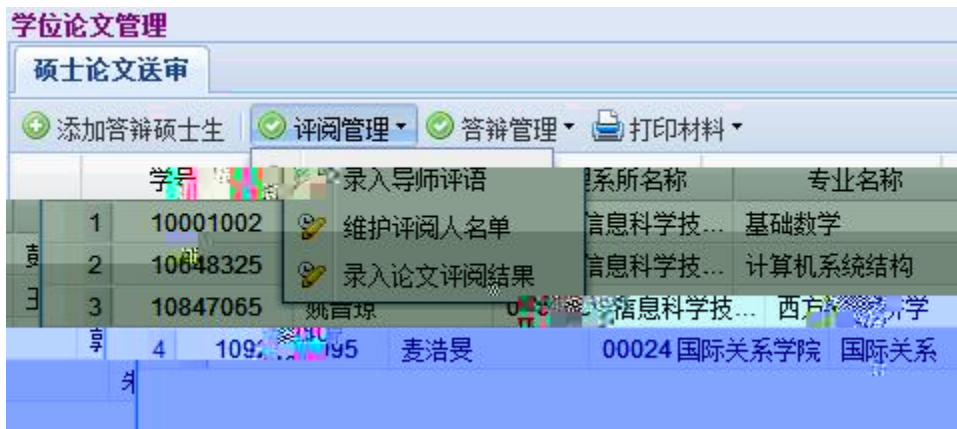 学位论文管理
硕士论文送审
添加答辩硕士生 评阅管理 答辩管理 打印材料
学号 录入导师评语 系所名称 专业名称
1 10001002 维护评阅人名单 信息科学技... 基础数学
2 10648325 录入论文评阅结果 信息科学技... 计算机系统结构
3 10847065 信息科学技... 西方
4 麦浩旻 00024 国际关系学院 国际关系